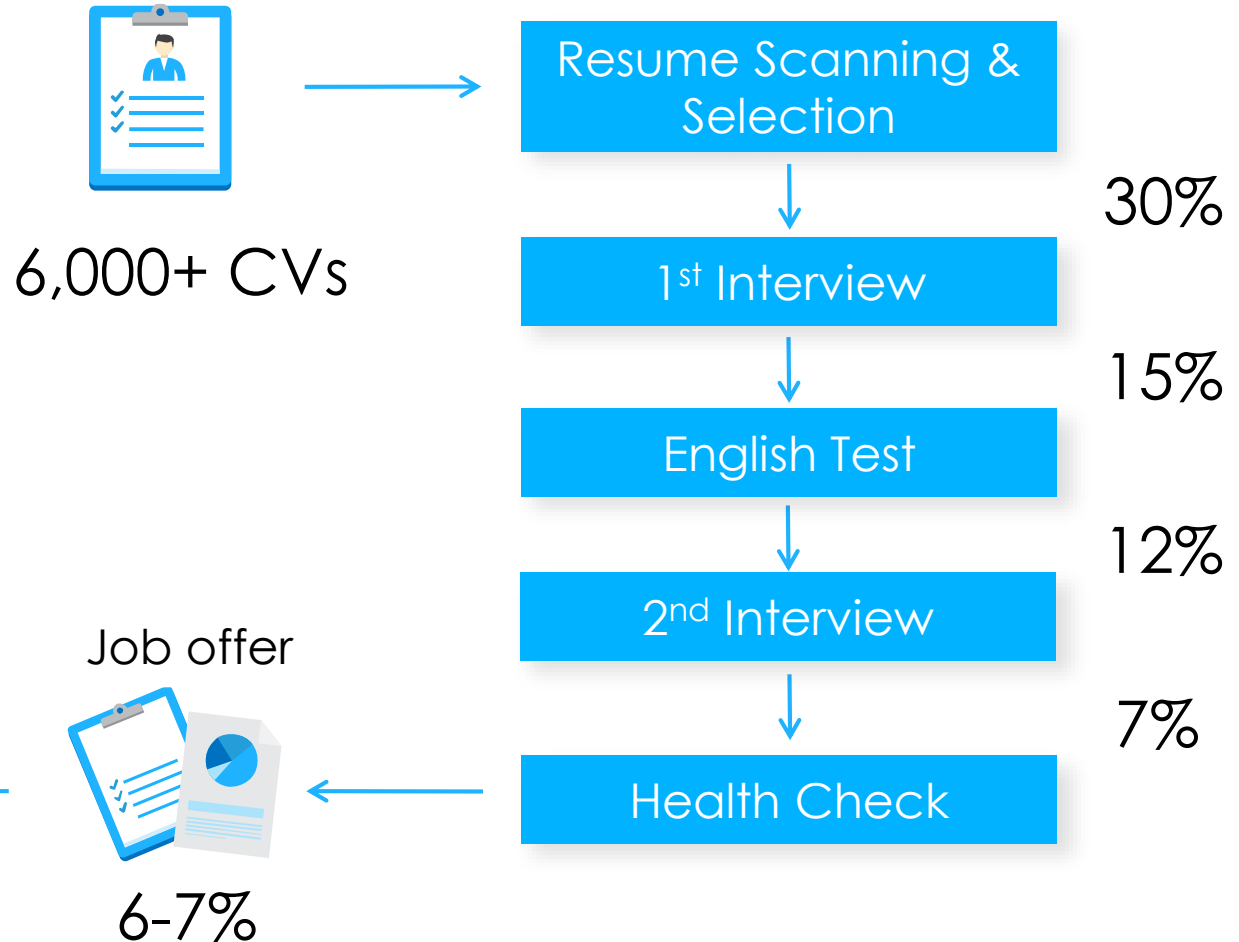 6,000+ CVs
Resume Scanning &
Selection
30%
1st Interview
15%
English Test
12%
2nd Interview
7%
Health Check
Job offer
6-7%